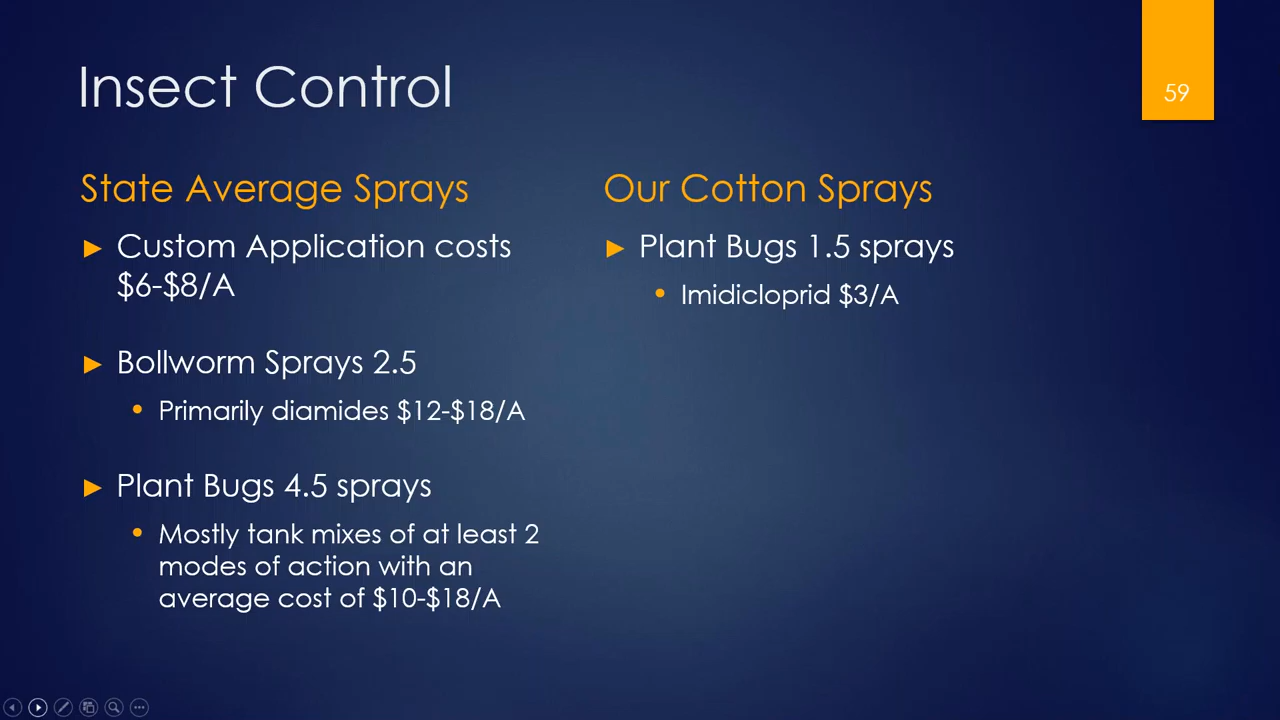 Insect Control
59
State Average Sprays
► Custom Application costs
$6-$8/A
► Bollworm Sprays 2.5
• Primarily diamides $12-$18/A
► Plant Bugs 4.5 sprays
• Mostly tank mixes of at least 2
modes of action with an
average cost of $10-$18/A
Our Cotton Sprays
► Plant Bugs 1.5 sprays
• Imidicloprid $3/A